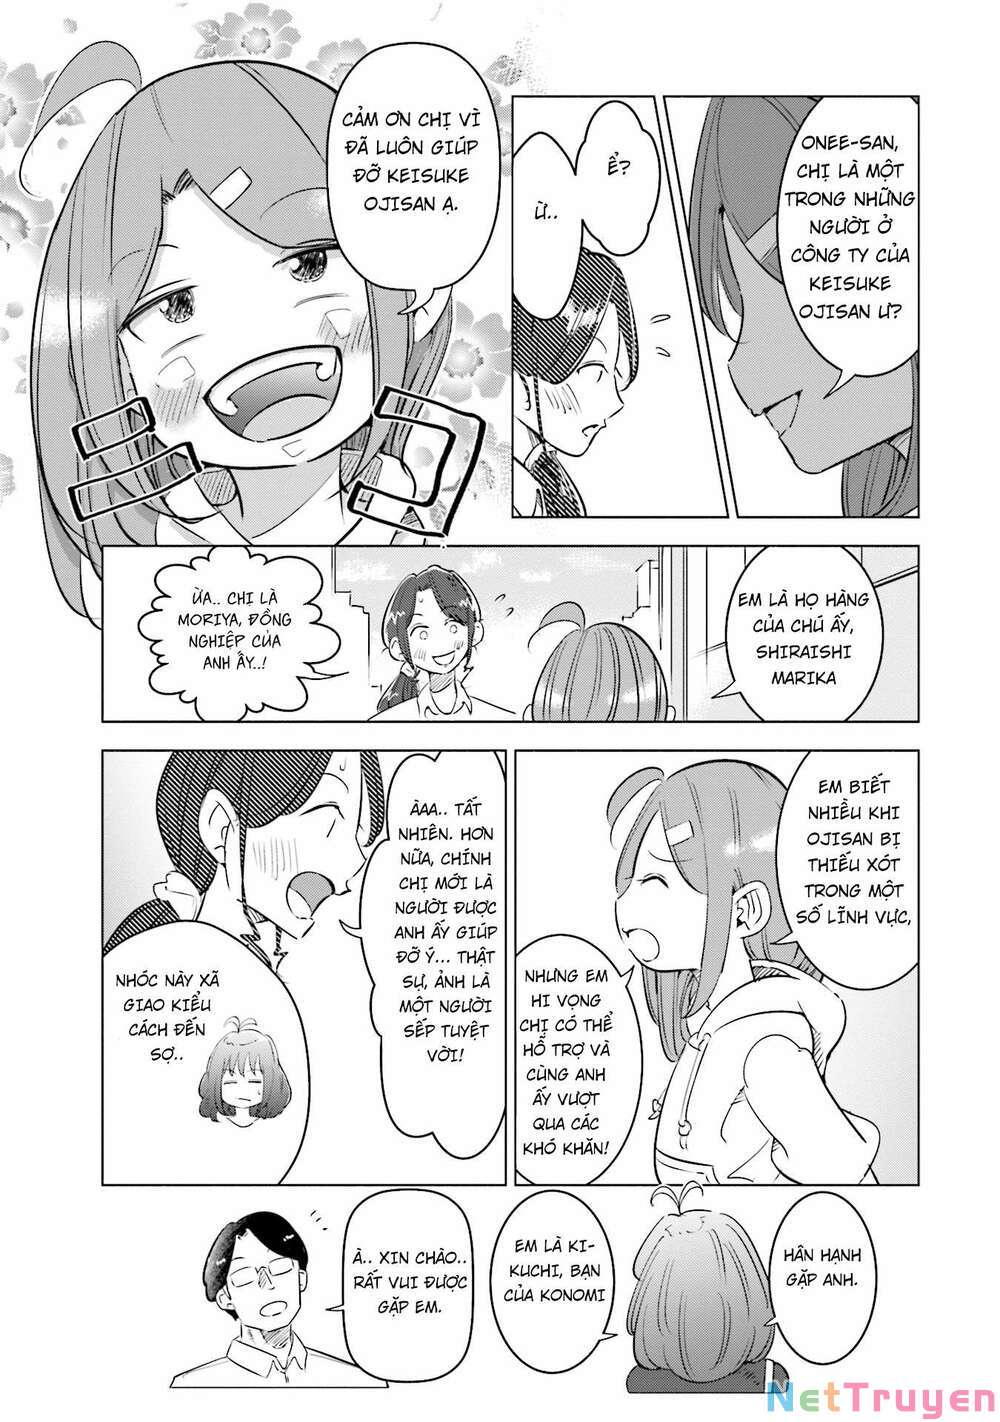 ONEE-SAN,
CHỊ LÀ MỘT
TRONG NHỮNG
NGƯỜI Ở
CÔNG TY CỦA
KEISUKE
OJISAN Ư?
Ể?
Ừ..
CẢM ƠN CHỊ VÌ
ĐÃ LUÔN GIÚP
ĐỠ KEISUKE
OJISAN Ạ.
ニコ
EM LÀ HỌ HÀNG
CỦA CHÚ ẤY,
SHIRAISHI
MARIKA
ỪA.. CHỊ LÀ
MORIYA, ĐỒNG
NGHIỆP CỦA
ANH ẤY..!
EM BIẾT
NHIỀU KHI
OJISAN BỊ
THIẾU XÓT
TRONG MỘT
SỐ LĨNH VỰC,
NHƯNG EM
HI VỌNG
CHỊ CÓ THỂ
HỖ TRỢ VÀ
CÙNG ANH
ẤY VƯỢT
QUA CÁC
KHÓ KHĂN!
ÀAA.. TẤT
NHIÊN. HƠN
NỮA, CHÍNH
CHỊ MỚI LÀ
NGƯỜI ĐƯỢC
ANH ẤY GIÚP
ĐỠ Ý... THẬT
SỰ, ẢNH LÀ
MỘT NGƯỜI
SẾP TUYỆT
VỜI!
NHÓC NÀY XÃ
GIAO KIỂU
CÁCH ĐẾN
SỢ..
HÂN HẠNH
GẶP ANH.
EM LÀ KI-
KUCHI, BẠN
CỦA KONOMI
À.. XIN CHÀO..
RẤT VUI ĐƯỢC
GẶP EM.
NetTruyen